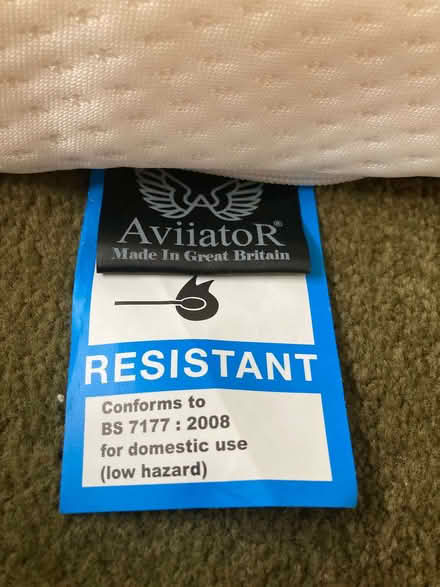 AviiatoR®
Made In Great Britain
RESISTANT
Conforms to
BS 7177 : 2008
for domestic use
(low hazard)